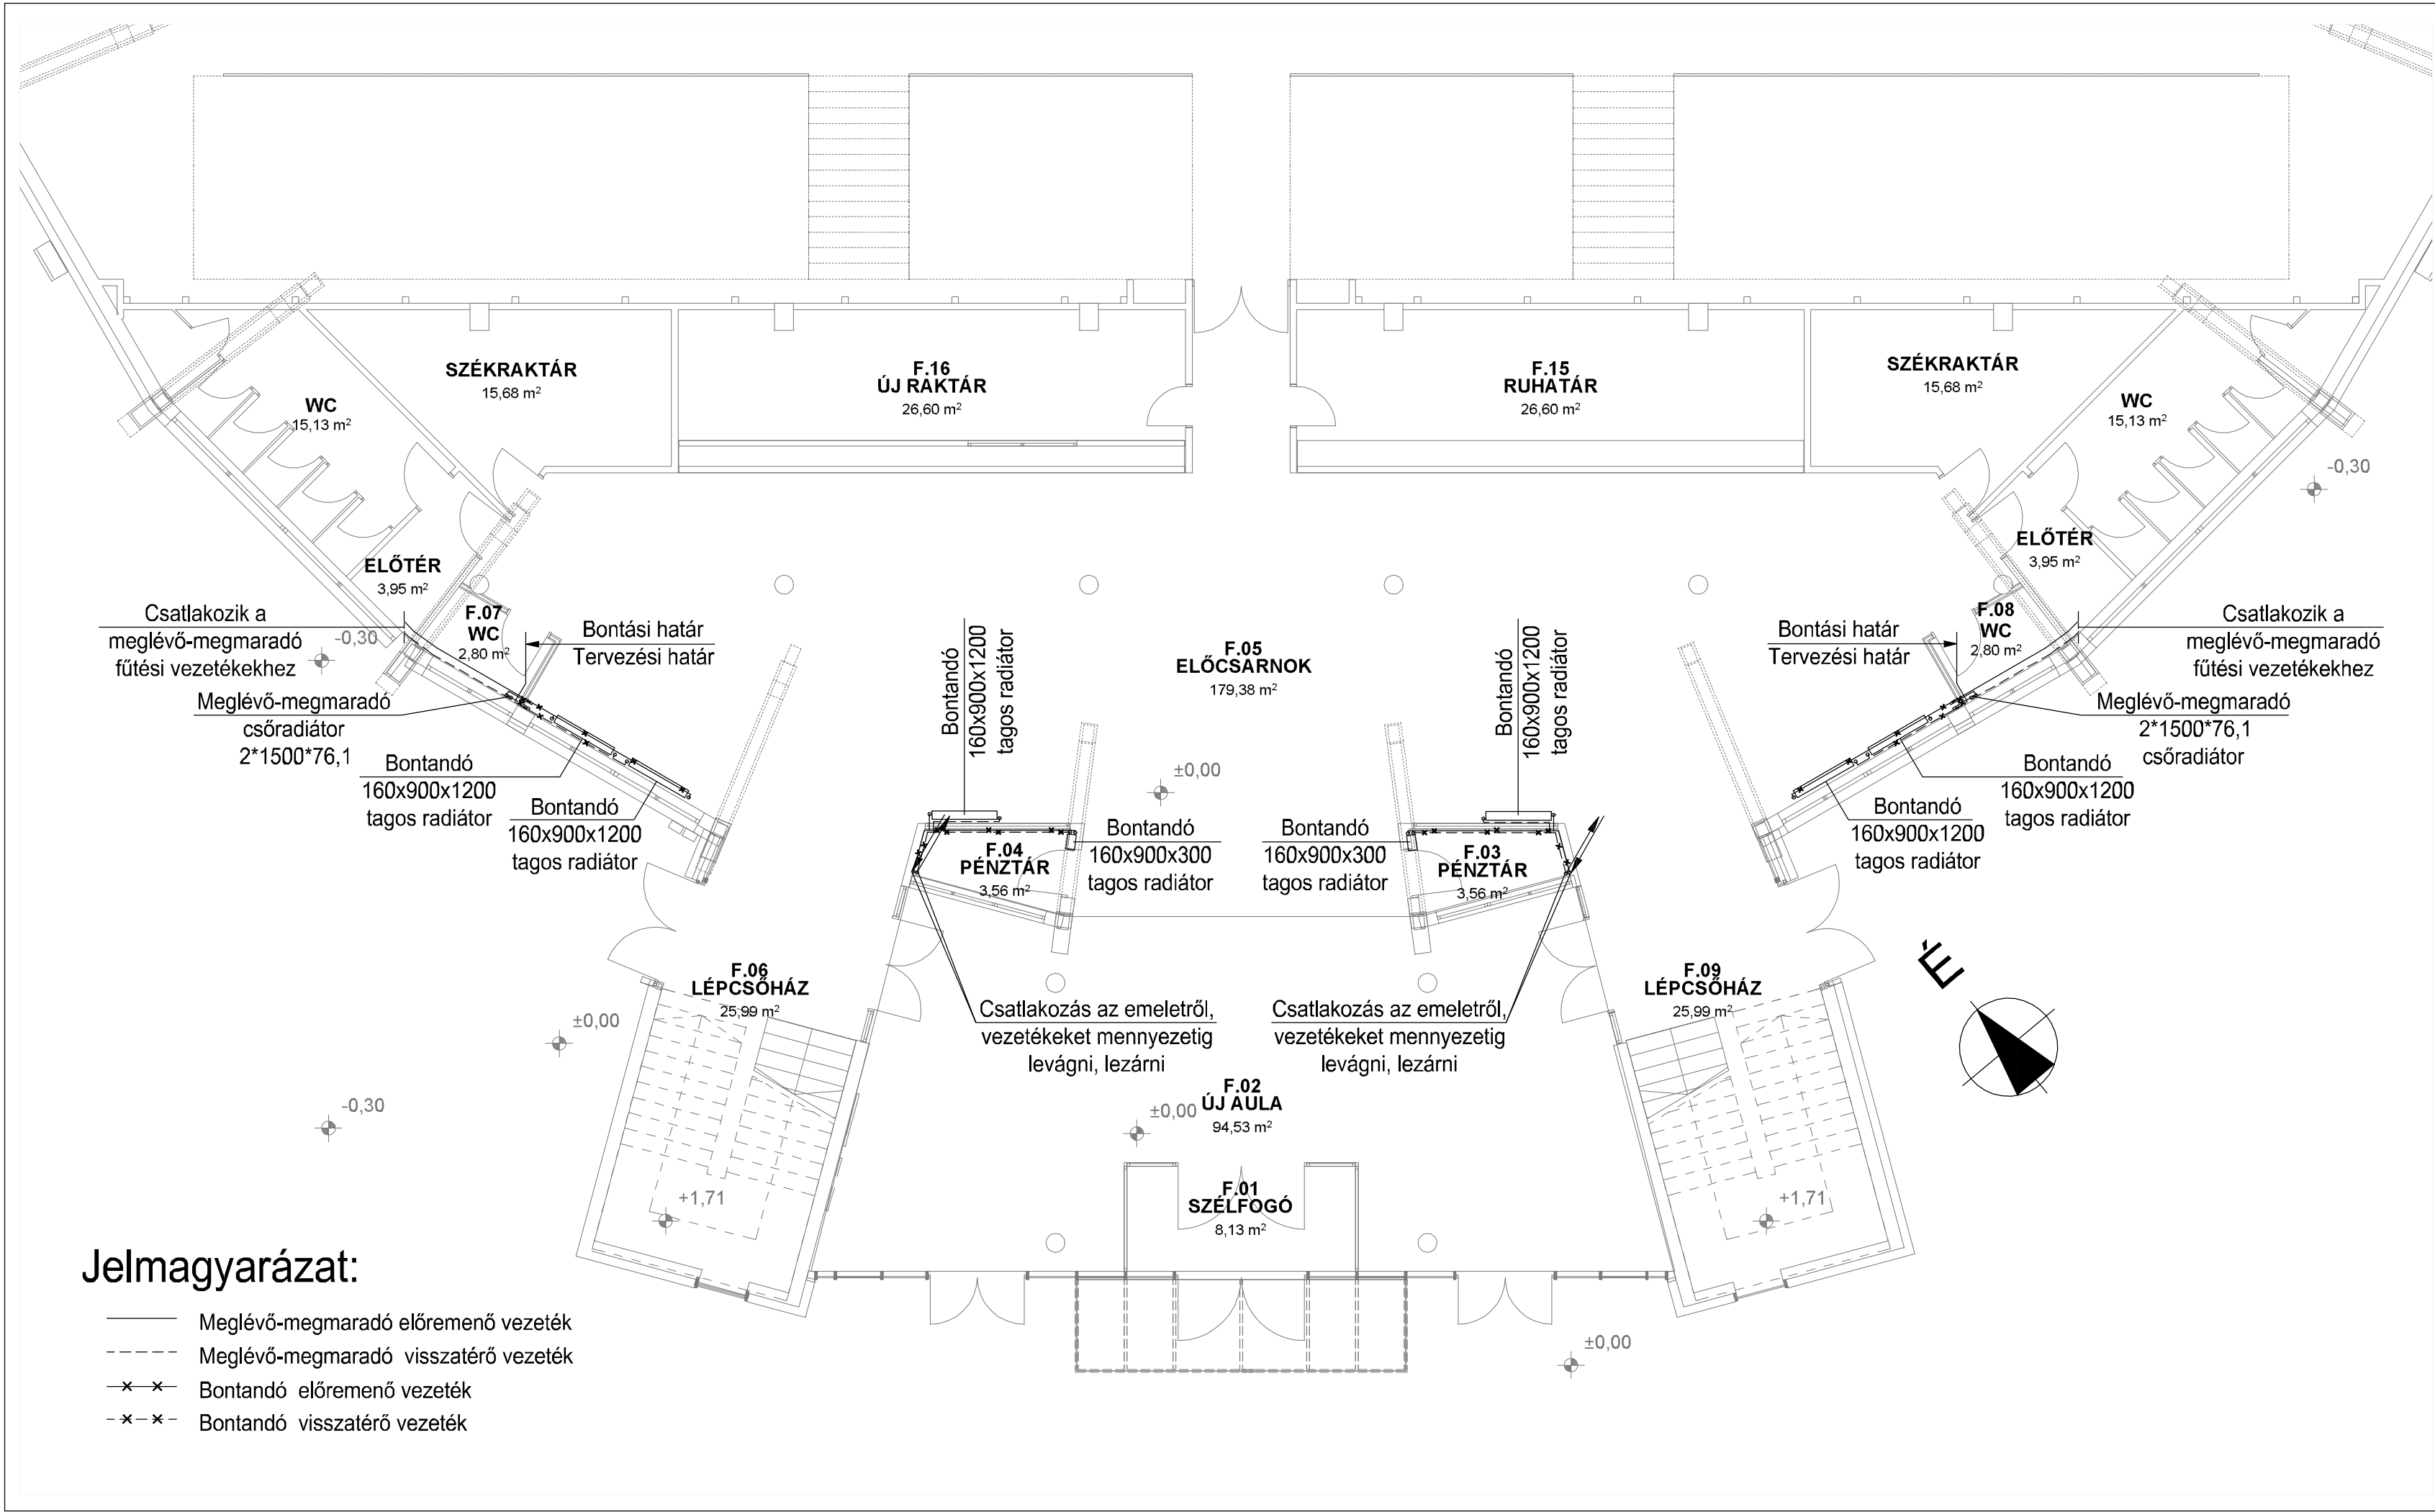 SZÉKRAKTÁR
15,68 m²
F.16
ÚJ RAKTÁR
26,60 m²
F.15
RUHATÁR
26,60 m²
SZÉKRAKTÁR
15,68 m²
WC
15,13 m²
WC
15,13 m²
-0,30
ELŐTÉR
3,95 m²
ELŐTÉR
3,95 m²
Csatlakozik a
meglévő-megmaradó
fűtési vezetékekhez
-0,30
F.07
WC
2,80 m²
Bontási határ
Tervezési határ
Bontandó
160x900x1200
tagos radiátor
F.05
ELŐCSARNOK
179,38 m²
Bontandó
160x900x1200
tagos radiátor
Bontási határ
Tervezési határ
F.08
WC
2,80 m²
Csatlakozik a
meglévő-megmaradó
fűtési vezetékekhez
Meglévő-megmaradó
csőradiátor
2*1500*76,1
Meglévő-megmaradó
2*1500*76,1
csőradiátor
Bontandó
160x900x1200
tagos radiátor
Bontandó
160x900x1200
tagos radiátor
±0,00
Bontandó
160x900x1200
tagos radiátor
Bontandó
160x900x1200
tagos radiátor
F.04
PÉNZTÁR
3,56 m²
Bontandó
160x900x300
tagos radiátor
Bontandó
160x900x300
tagos radiátor
F.03
PÉNZTÁR
3,56 m²
F.06
LÉPCSŐHÁZ
25,99 m²
F.09
LÉPCSŐHÁZ
25,99 m²
É
±0,00
Csatlakozás az emeletről,
vezetékeket mennyezetig
levágni, lezárni
Csatlakozás az emeletről,
vezetékeket mennyezetig
levágni, lezárni
-0,30
±0,00
F.02
ÚJ AULA
94,53 m²
+1,71
F.01
SZÉLFOGÓ
8,13 m²
+1,71
±0,00
Jelmagyarázat:
Meglévő-megmaradó előremenő vezeték
Meglévő-megmaradó visszatérő vezeték
Bontandó előremenő vezeték
Bontandó visszatérő vezeték